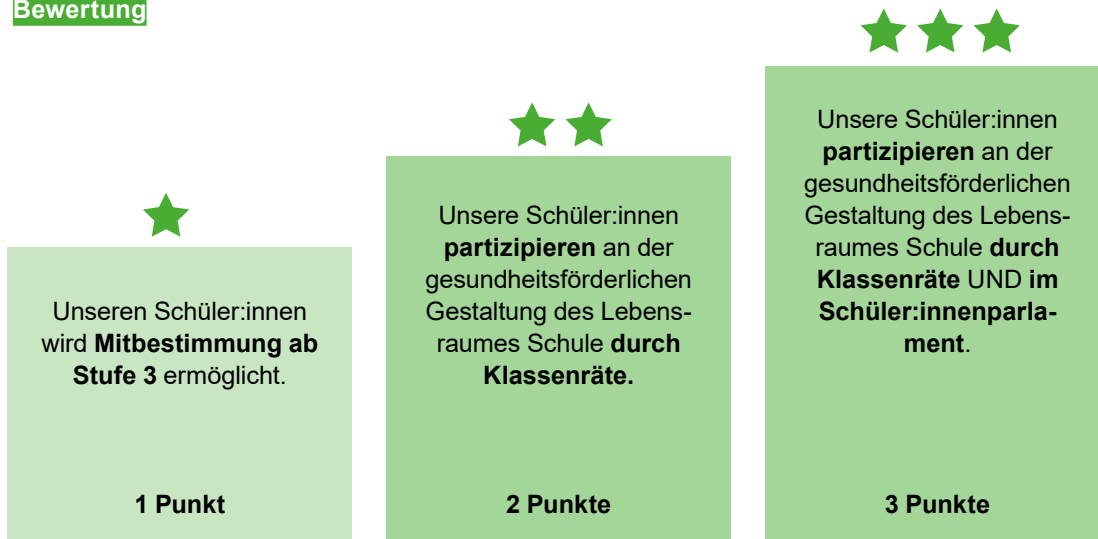 Bewertung
Unseren Schüler:innen
wird Mitbestimmung ab
Stufe 3 ermöglicht.
1 Punkt
Unsere Schüler:innen
partizipieren an der
gesundheitsförderlichen
Gestaltung des Lebens-
raumes Schule durch
Klassenräte.
2 Punkte
Unsere Schüler:innen
partizipieren an der
gesundheitsförderlichen
Gestaltung des Lebens-
raumes Schule durch
Klassenräte UND im
Schüler:innenparla-
ment.
3 Punkte